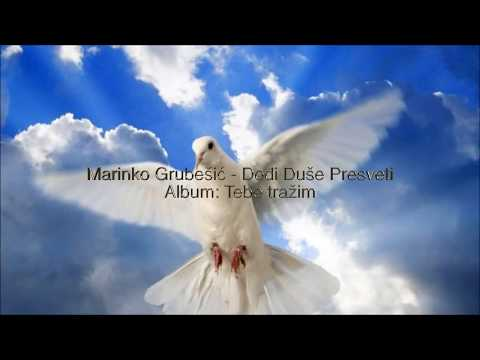 Marinko Grubešić - Dođi Duše Presveti
Album: Tebe tražim